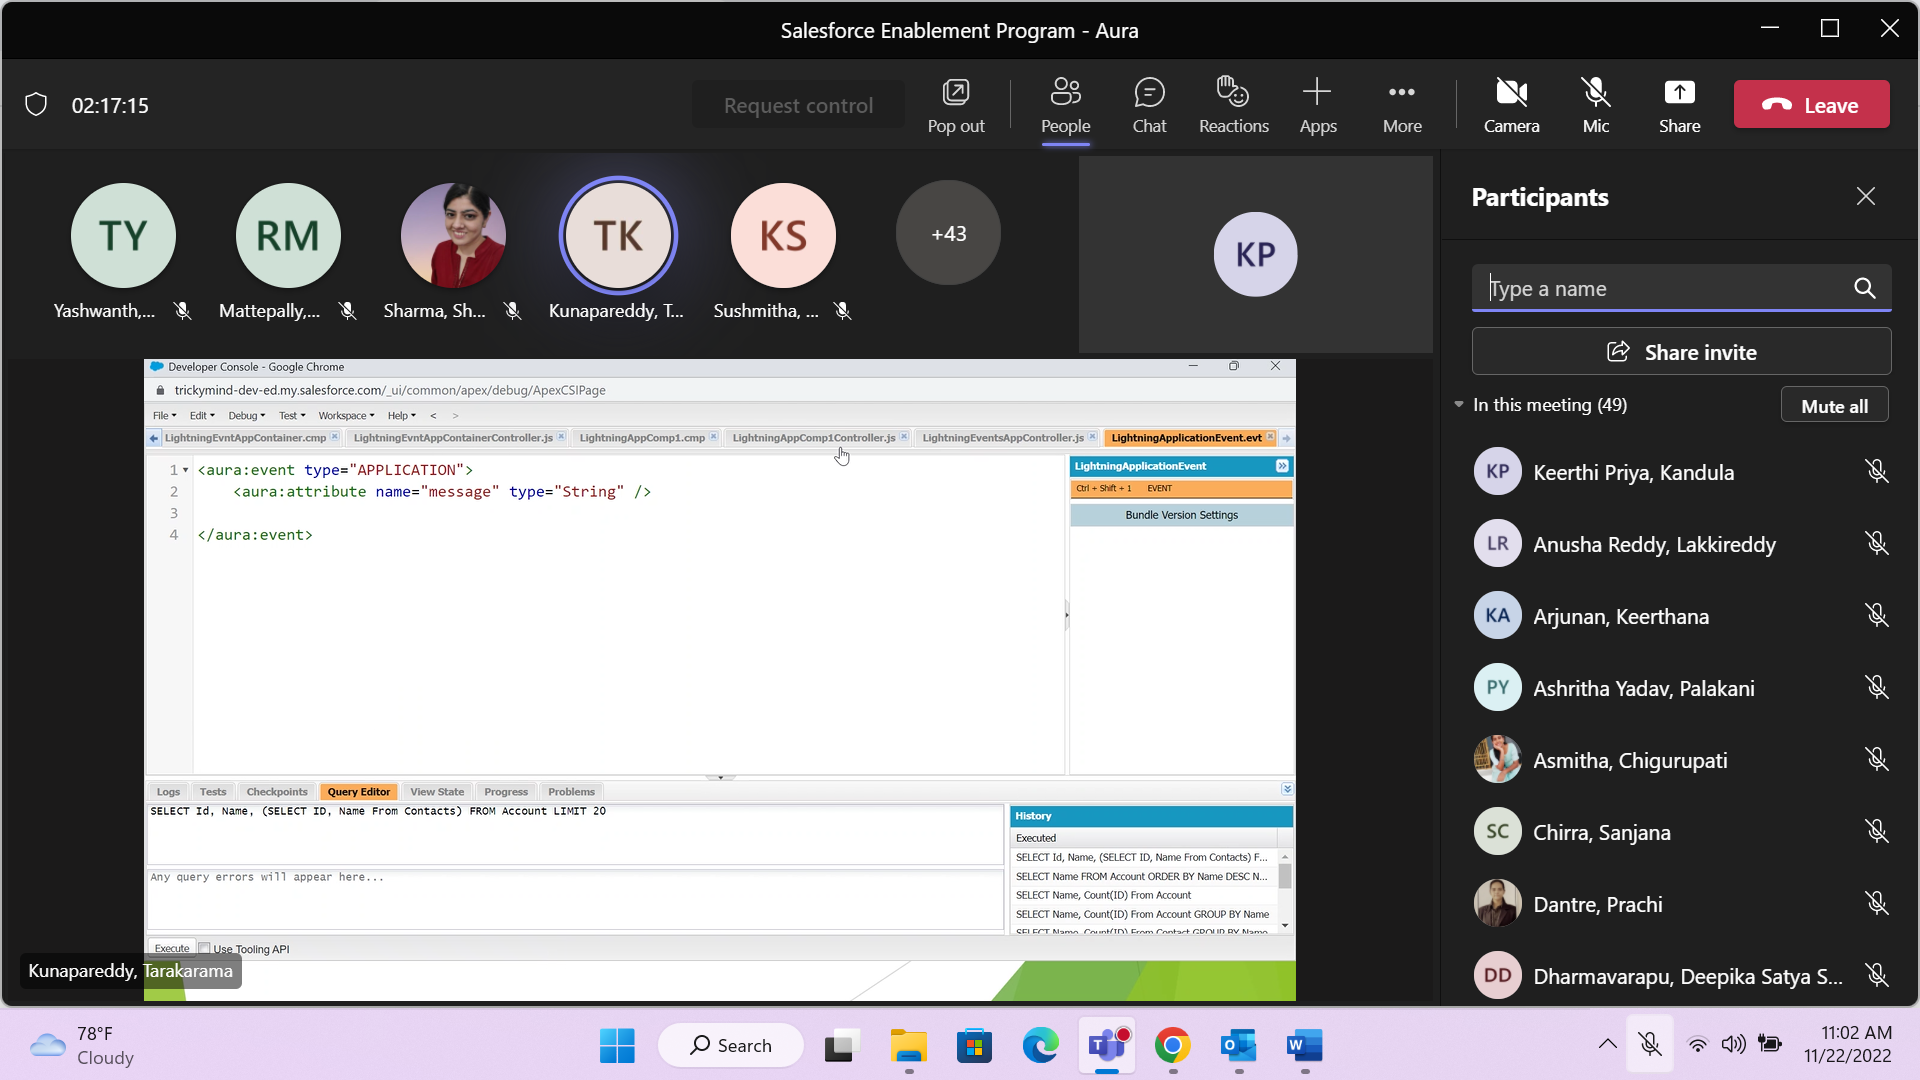 Salesforce Enablement Program - Aura
02:17:15
Request control
Pop out
People
Chat
Reactions
Apps
More
Camera
Mic
Share
Leave
TY
RM
TK
KS
+43
KP
Yashwanth,...
Mattepally,...
Sharma, Sh...
Kunapareddy, T...
Sushmitha, ...
Developer Console - Google Chrome
trickymind-dev-ed.my.salesforce.com/_ui/common/apex/debug/ApexCSIPage
File Edit Debug Test Workspace Help < >
LightningEvntAppContainer.cmp LightningEvntAppContainerController.js LightningAppComp1.cmp LightningAppComp1Controller.js LightningEventsAppController.js LightningApplicationEvent.evt
1 <aura:event type="APPLICATION">
2 <aura:attribute name="message" type="String" />
3
4 </aura:event>
LightningApplicationEvent
Ctrl + Shift + 1 EVENT
Bundle Version Settings
Logs Tests Checkpoints Query Editor View State Progress Problems
SELECT Id, Name, (SELECT ID, Name From Contacts) FROM Account LIMIT 20
Any query errors will appear here...
Execute Use Tooling API
History
Executed
SELECT Id, Name, (SELECT ID, Name From Contacts) F...
SELECT Name FROM Account ORDER BY Name DESC N...
SELECT Name, Count(ID) From Account
SELECT Name, Count(ID) From Account GROUP BY Name
SELECT Name, Count(ID) From Contact GROUP BY Name
Kunapareddy, Tarakarama
Participants
Type a name
Share invite
In this meeting (49)
Mute all
KP Keerthi Priya, Kandula
LR Anusha Reddy, Lakkireddy
KA Arjunan, Keerthana
PY Ashritha Yadav, Palakani
Asmitha, Chigurupati
SC Chirra, Sanjana
Dantre, Prachi
DD Dharmavarapu, Deepika Satya S...
78°F
Cloudy
Search
11:02 AM
11/22/2022